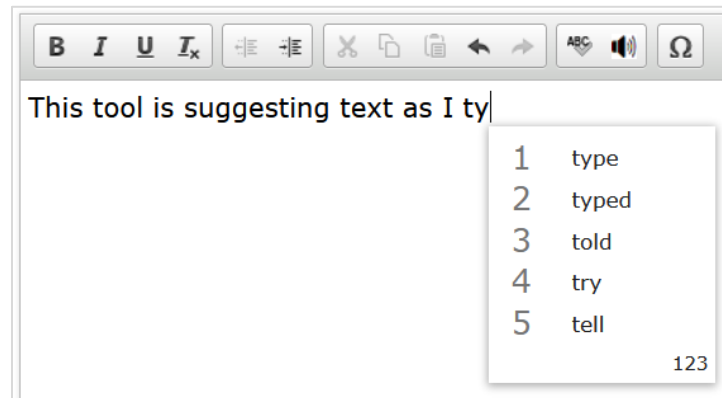 B I U Tx ABC Ω
This tool is suggesting text as I ty
1 type
2 typed
3 told
4 try
5 tell
123